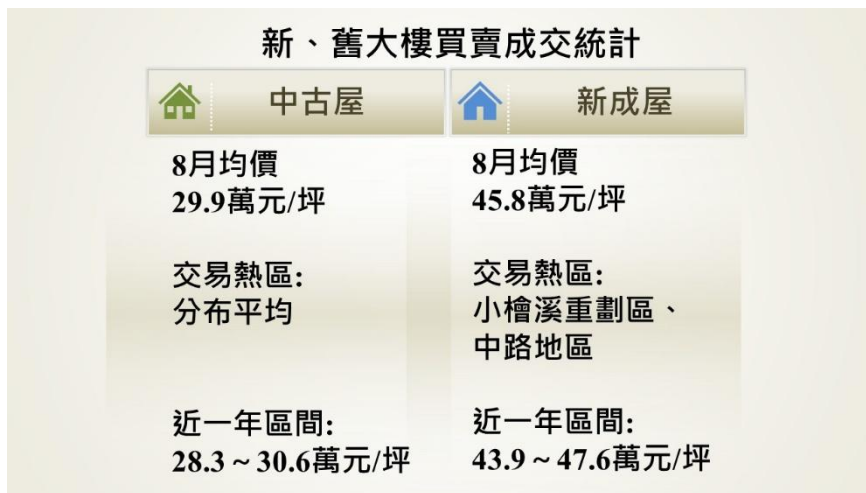 新、舊大樓買賣成交統計
中古屋
8月均價
29.9萬元/坪
交易熱區:
分布平均
近一年區間:
28.3～30.6萬元/坪
新成屋
8月均價
45.8萬元/坪
交易熱區:
小檜溪重劃區、
中路地區
近一年區間:
43.9～47.6萬元/坪